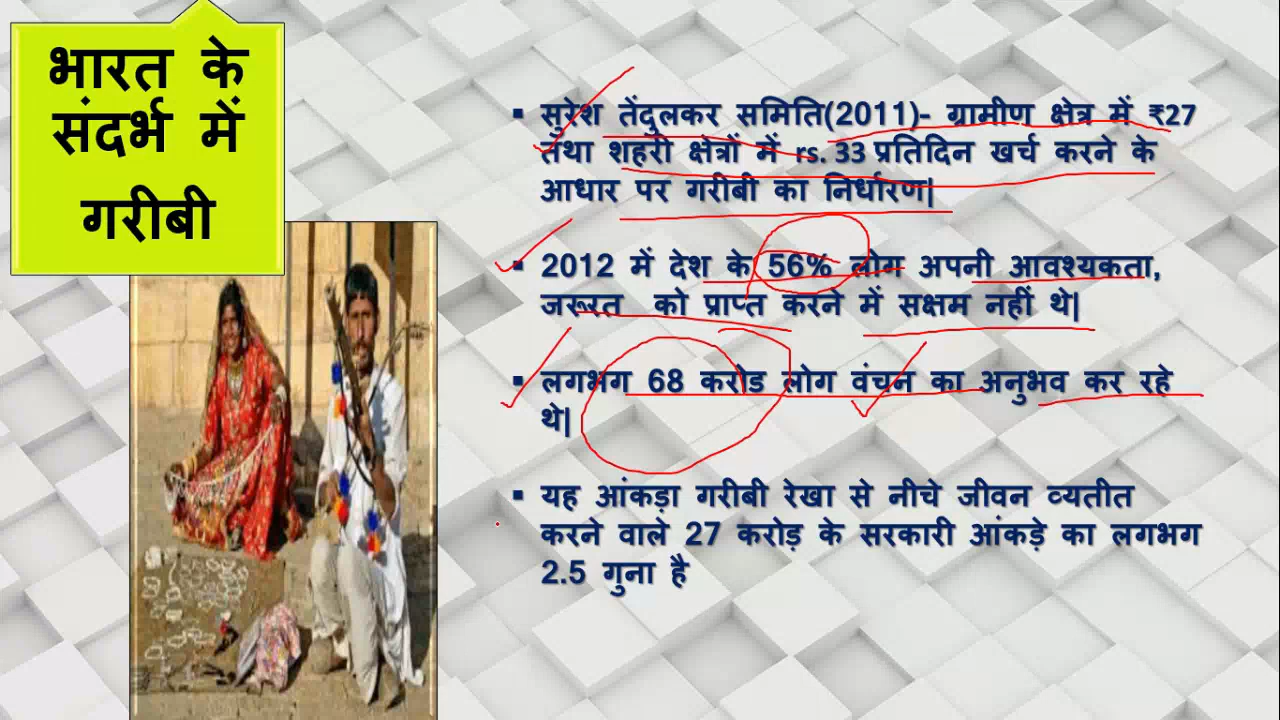 भारत के
संदर्भ में
गरीबी
▪ सुरेश तेंदुलकर समिति(2011)- ग्रामीण क्षेत्र में ₹27
तथा शहरी क्षेत्रों में rs. 33 प्रतिदिन खर्च करने के
आधार पर गरीबी का निर्धारण|
▪ 2012 में देश के 56% लोग अपनी आवश्यकता,
जरूरत को प्राप्त करने में सक्षम नहीं थे|
▪ लगभग 68 करोड लोग वंचन का अनुभव कर रहे
थे|
▪ यह आंकड़ा गरीबी रेखा से नीचे जीवन व्यतीत
करने वाले 27 करोड़ के सरकारी आंकड़े का लगभग
2.5 गुना है